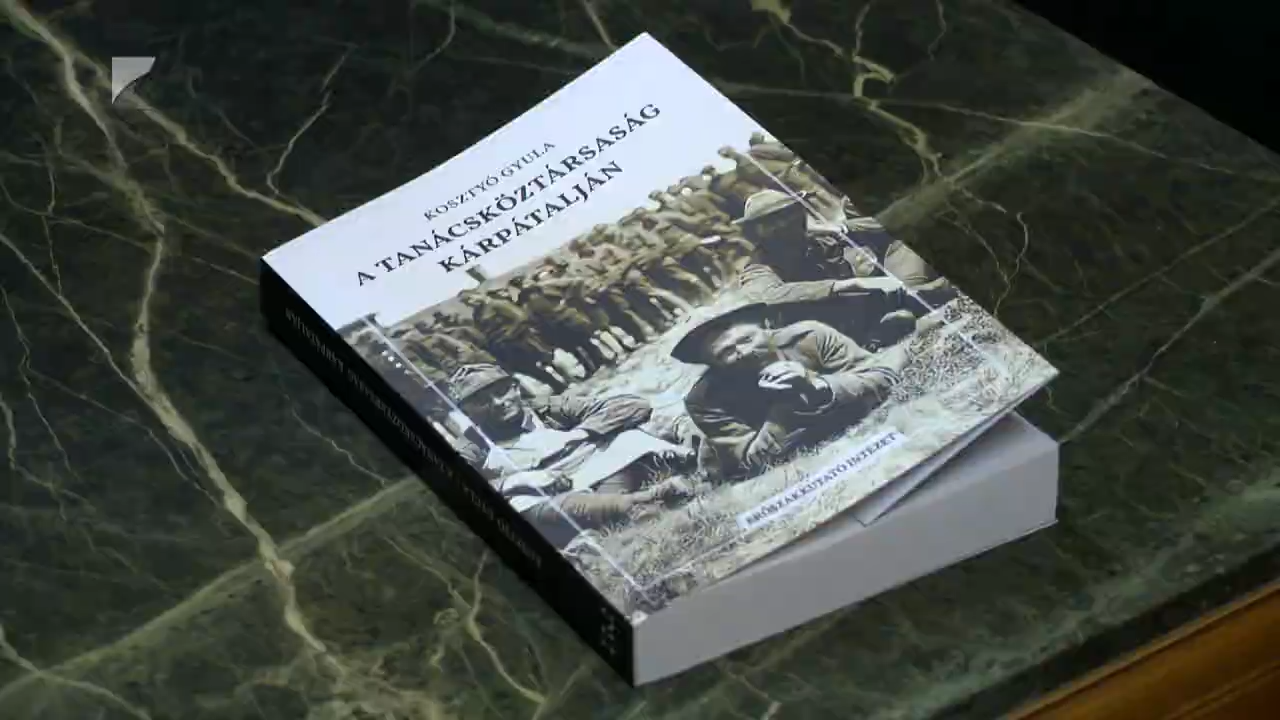 KOSZTYÓ GYULA
A TANÁCSKÖZTÁRSASÁG
KÁRPÁTALJÁN
ERŐSZAKKUTATÓ INTÉZET